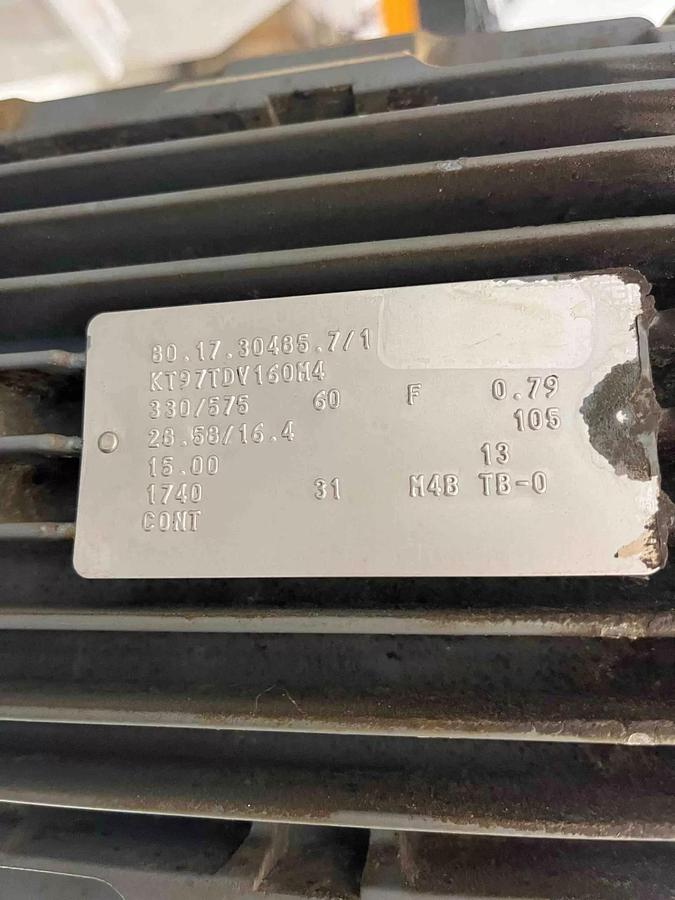 80.17.30485.7/1
KT97TDV160M4
330/575 60 F 0.79
28.58/16.4 105
15.00 13
1740 31 M4B TB-0
CONT